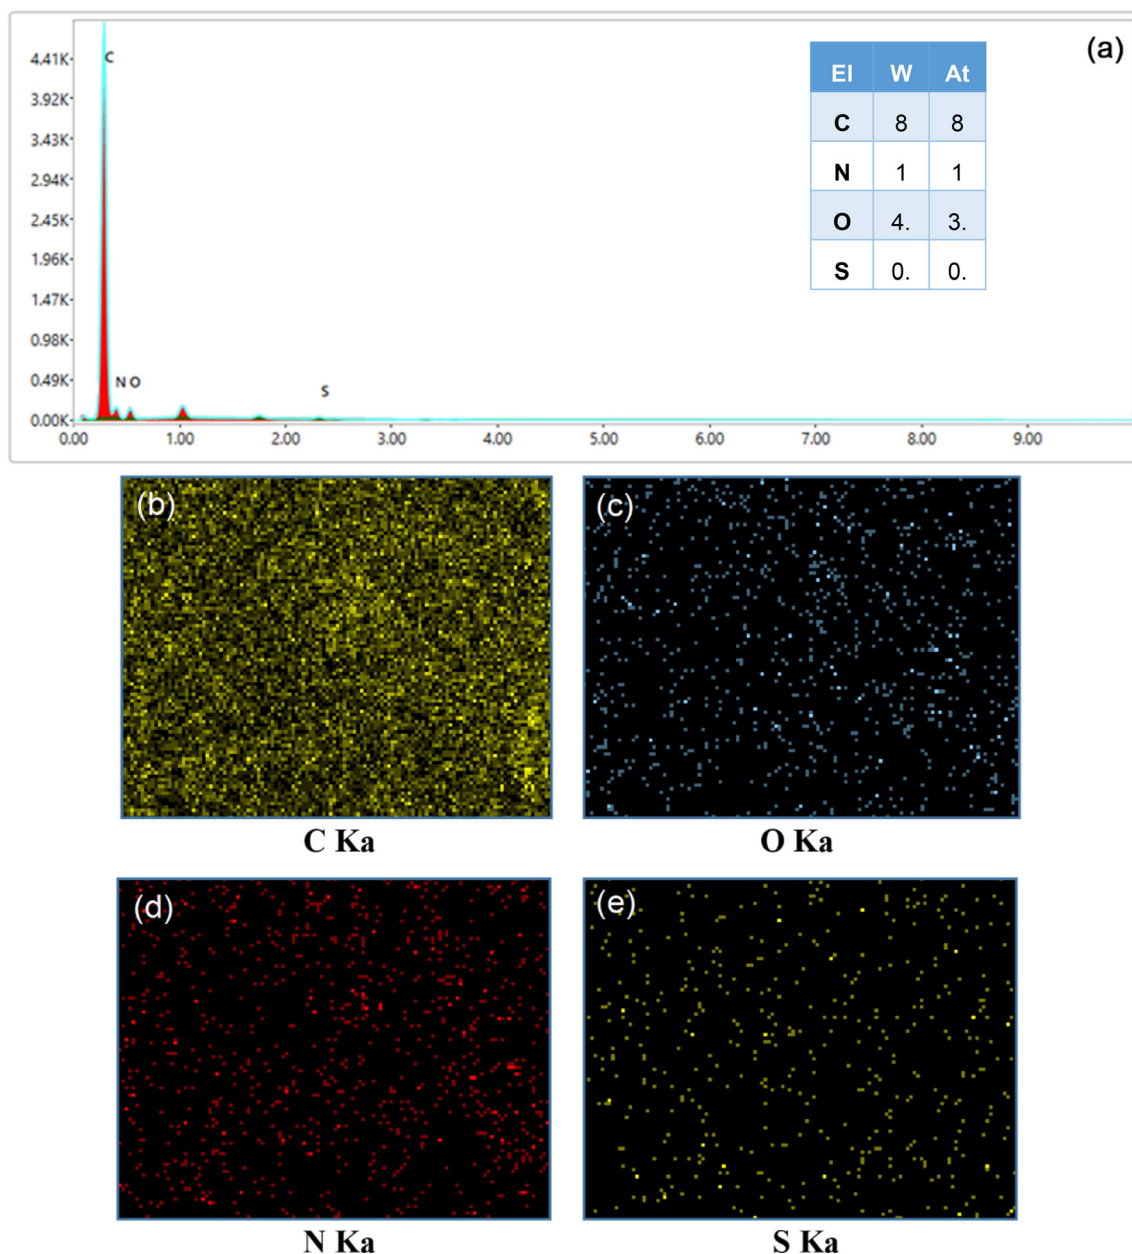 (a)
C
4.41K
3.92K
3.43K
2.94K
2.45K
1.96K
1.47K
0.98K
0.49K
0.00K
N O
S
0.00 1.00 2.00 3.00 4.00 5.00 6.00 7.00 8.00 9.00
El W At
C 8 8
N 1 1
O 4. 3.
S 0. 0.
(b)
C Ka
(c)
O Ka
(d)
N Ka
(e)
S Ka